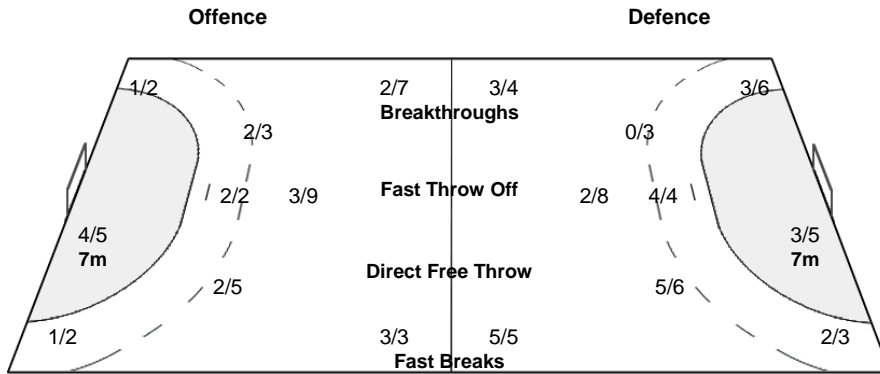 Offence Defence
1/2 2/7 3/4 3/6
Breakthroughs
2/3 0/3
2/2 3/9 Fast Throw Off 2/8 4/4
4/5 3/5
7m 7m
Direct Free Throw
2/5 5/6
1/2 3/3 5/5 2/3
Fast Breaks